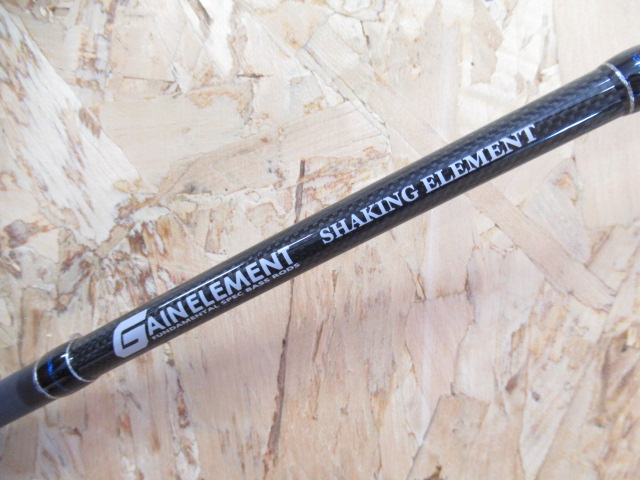 GAINELEMENT
FUNDAMENTAL SPEC BASS RODS
SHAKING ELEMENT